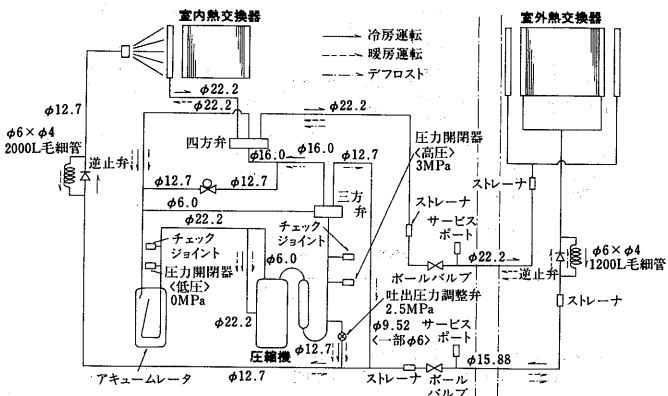 室内熱交換器
室外熱交換器
冷房運転
暖房運転
デフロスト
φ22.2
φ22.2
φ22.2
φ12.7
φ6×φ4
2000L毛細管
逆止弁
四方弁
φ16.0
φ16.0
φ12.7
圧力開閉器
〈高圧〉
3MPa
φ12.7
φ12.7
φ6.0
三方
弁
ストレーナ
サービス
ポート
ストレーナ
φ22.2
チェック
ジョイント
チェック
ジョイント
圧力開閉器
〈低圧〉
0MPa
φ6.0
φ22.2
ボールバルブ
逆止弁
φ6×φ4
1200L毛細管
ストレーナ
φ22.2
吐出圧力調整弁
2.5MPa
φ9.52
〈一部φ6〉
サービス
ポート
圧縮機
φ12.7
φ15.88
アキュームレータ
φ12.7
ストレーナ
ボール
バルブ